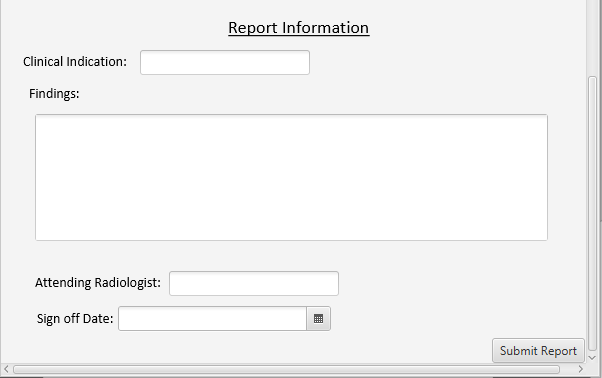 Report Information
Clinical Indication:
Findings:
Attending Radiologist:
Sign off Date:
Submit Report